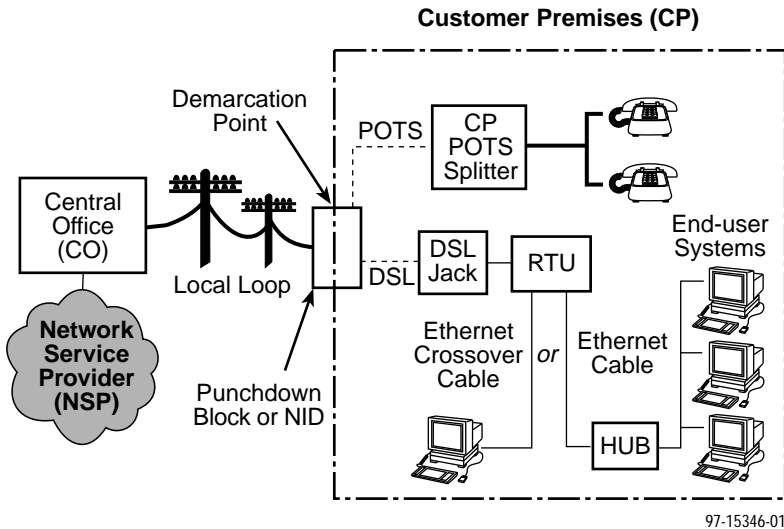 Customer Premises (CP)
Demarcation
Point
POTS
CP
POTS
Splitter
Central
Office
(CO)
Local Loop
DSL
DSL
Jack
RTU
End-user
Systems
Network
Service
Provider
(NSP)
Punchdown
Block or NID
Ethernet
Crossover
Cable
or
Ethernet
Cable
HUB
97-15346-01